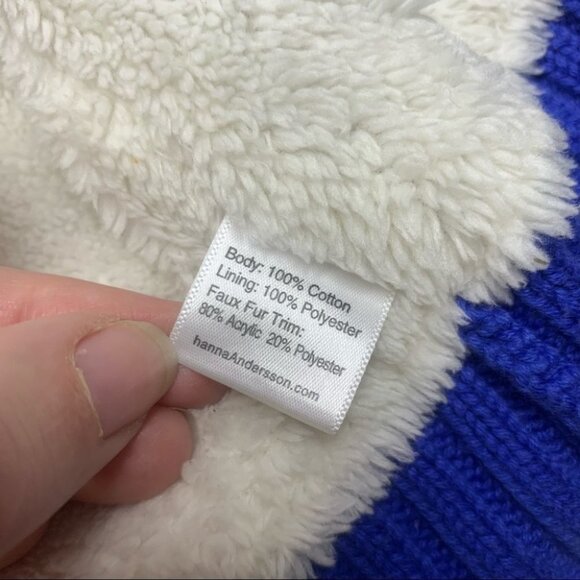 Body: 100% Cotton
Lining: 100% Polyester
Faux Fur Trim:
80% Acrylic 20% Polyester
hannaAndersson.com